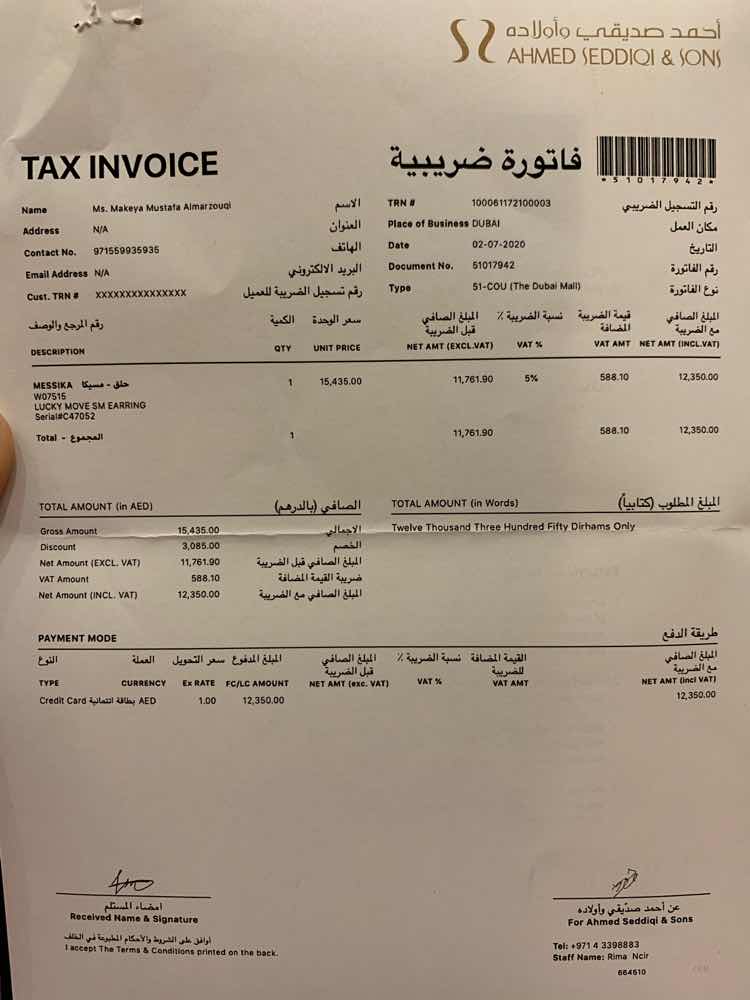 أحمد صديقي وأولاده
AHMED SEDDIQI & SONS
TAX INVOICE
فاتورة ضريبية
*51017942*
Name Ms. Makeya Mustafa Almarzouqi الاسم
Address N/A العنوان
Contact No. 971559935935 الهاتف
Email Address N/A البريد الالكتروني
Cust. TRN # XXXXXXXXXXXXXXX رقم تسجيل الضريبة للعميل
TRN # 100061172100003 رقم التسجيل الضريبي
Place of Business DUBAI مكان العمل
Date 02-07-2020 التاريخ
Document No. 51017942 رقم الفاتورة
Type 51-COU (The Dubai Mall) نوع الفاتورة
رقم المرجع والوصف الكمية سعر الوحدة المبلغ الصافي قبل الضريبة نسبة الضريبة ٪ قيمة الضريبة المضافة المبلغ الصافي مع الضريبة
DESCRIPTION QTY UNIT PRICE NET AMT (EXCL.VAT) VAT % VAT AMT NET AMT (INCL.VAT)
MESSIKA حلق - مسيكا 1 15,435.00 11,761.90 5% 588.10 12,350.00
W07515
LUCKY MOVE SM EARRING
Serial#C47052
Total - المجموع 1 11,761.90 588.10 12,350.00
TOTAL AMOUNT (in AED) الصافي (بالدرهم)
Gross Amount 15,435.00 الاجمالي
Discount 3,085.00 الخصم
Net Amount (EXCL. VAT) 11,761.90 المبلغ الصافي قبل الضريبة
VAT Amount 588.10 ضريبة القيمة المضافة
Net Amount (INCL. VAT) 12,350.00 المبلغ الصافي مع الضريبة
TOTAL AMOUNT (in Words) المبلغ المطلوب (كتابياً)
Twelve Thousand Three Hundred Fifty Dirhams Only
PAYMENT MODE طريقة الدفع
النوع العملة سعر التحويل المبلغ المدفوع المبلغ الصافي قبل الضريبة نسبة الضريبة ٪ القيمة المضافة للضريبة المبلغ الصافي مع الضريبة
TYPE CURRENCY Ex RATE FC/LC AMOUNT NET AMT (exc. VAT) VAT % VAT AMT NET AMT (incl VAT)
Credit Card بطاقة ائتمانية AED 1.00 12,350.00 12,350.00
امضاء المستلم
Received Name & Signature
أوافق على الشروط والأحكام المطبوعة في الخلف
I accept The Terms & Conditions printed on the back.
عن أحمد صدّيقي وأولاده
For Ahmed Seddiqi & Sons
Tel: +971 4 3398883
Staff Name: Rima Ncir
664610